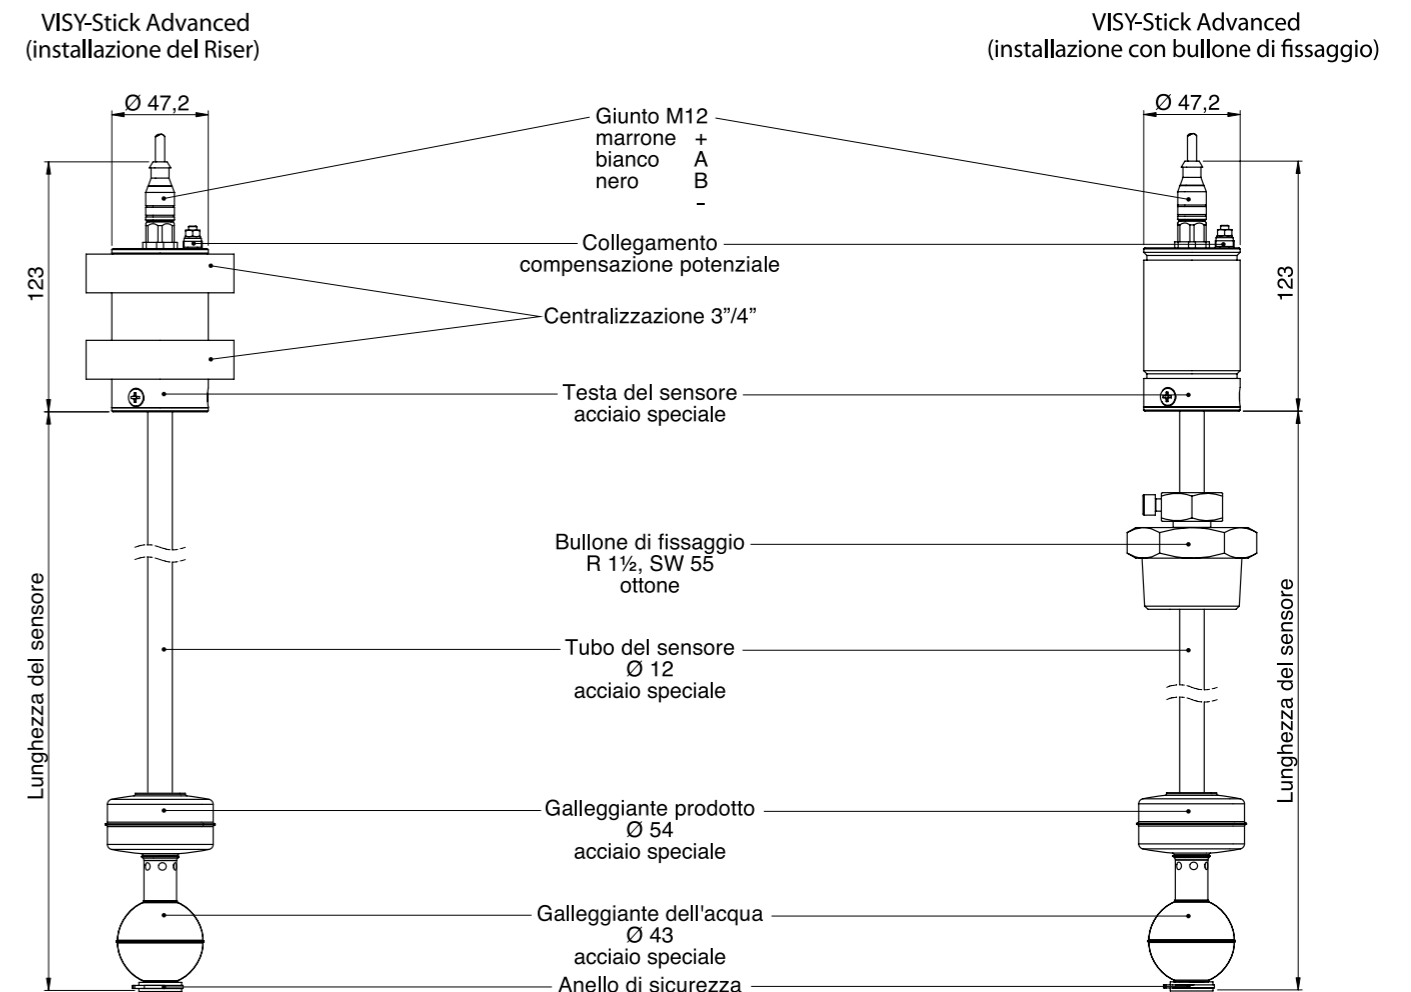 VISY-Stick Advanced
(installazione del Riser)
VISY-Stick Advanced
(installazione con bullone di fissaggio)
Ø 47,2
Ø 47,2
Giunto M12
marrone +
bianco A
nero B
-
123
123
Collegamento
compensazione potenziale
Centralizzazione 3”/4”
Testa del sensore
acciaio speciale
Bullone di fissaggio
R 1½, SW 55
ottone
Lunghezza del sensore
Lunghezza del sensore
Tubo del sensore
Ø 12
acciaio speciale
Galleggiante prodotto
Ø 54
acciaio speciale
Galleggiante dell'acqua
Ø 43
acciaio speciale
Anello di sicurezza